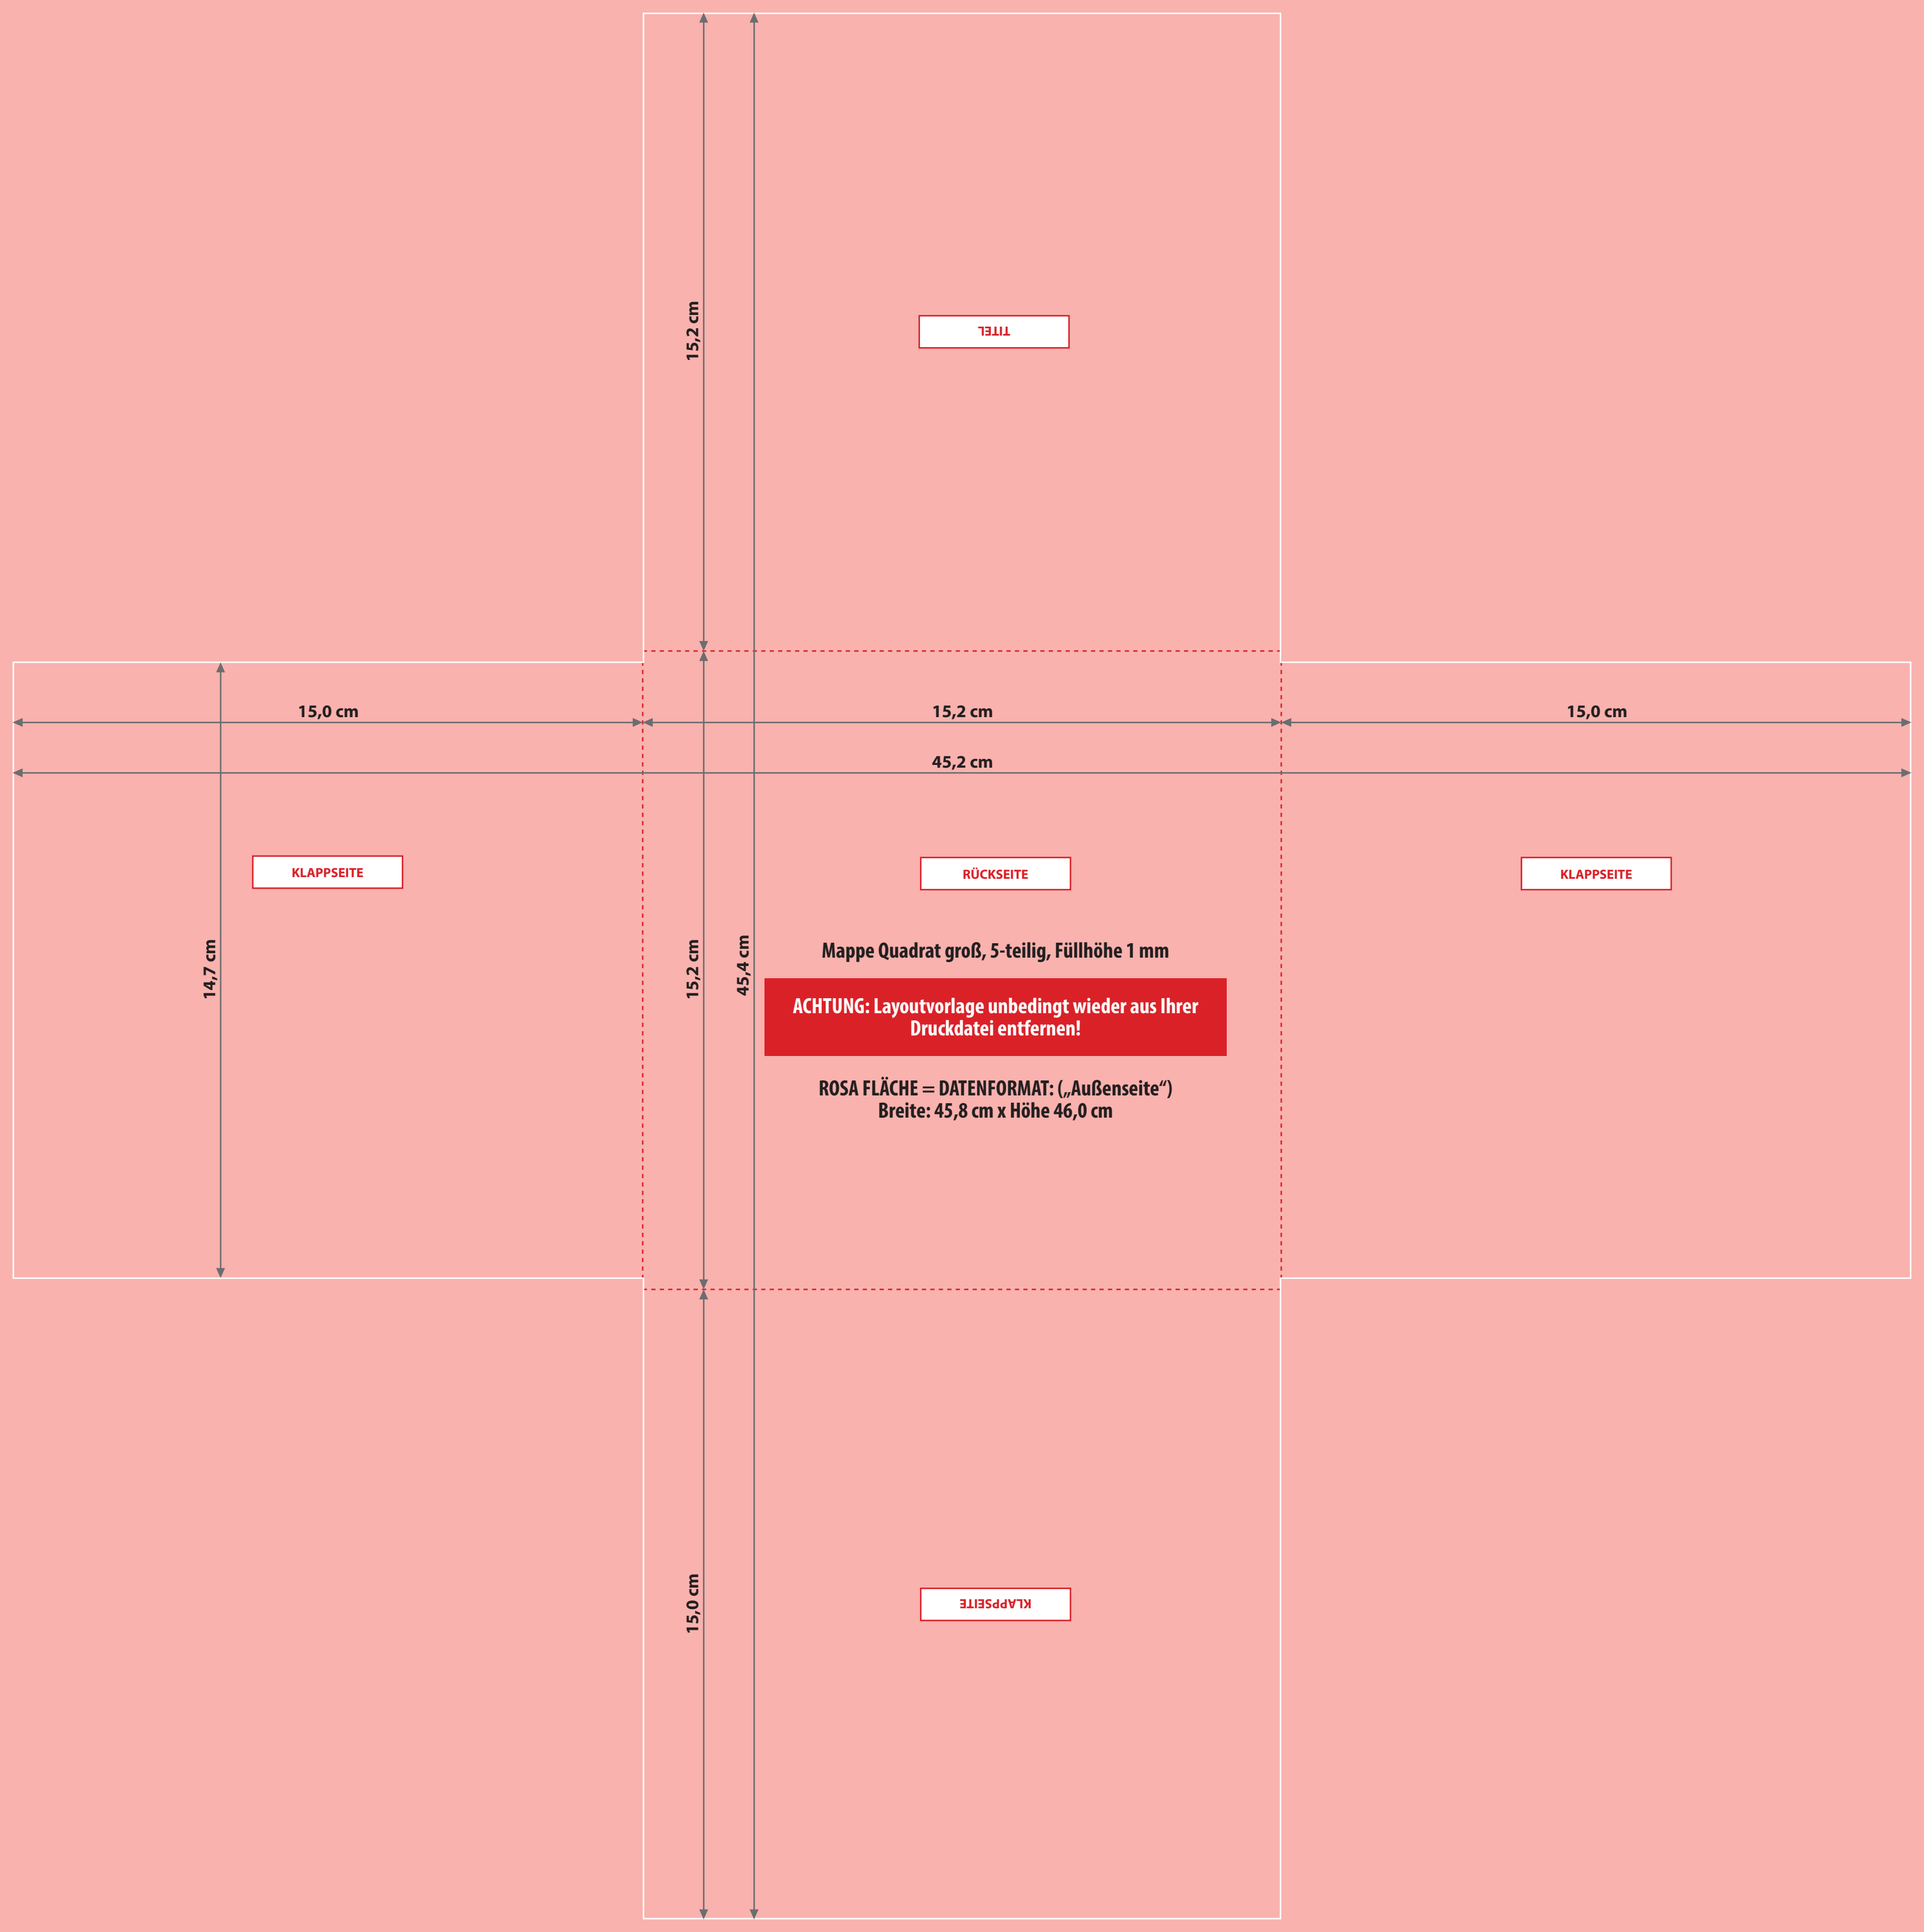 15,2 cm
TITEL
15,0 cm
15,2 cm
15,0 cm
45,2 cm
KLAPPSEITE
RÜCKSEITE
KLAPPSEITE
14,7 cm
15,2 cm
45,4 cm
Mappe Quadrat groß, 5-teilig, Füllhöhe 1 mm
ACHTUNG: Layoutvorlage unbedingt wieder aus Ihrer
Druckdatei entfernen!
ROSA FLÄCHE = DATENFORMAT: („Außenseite“)
Breite: 45,8 cm x Höhe 46,0 cm
15,0 cm
KLAPPSEITE